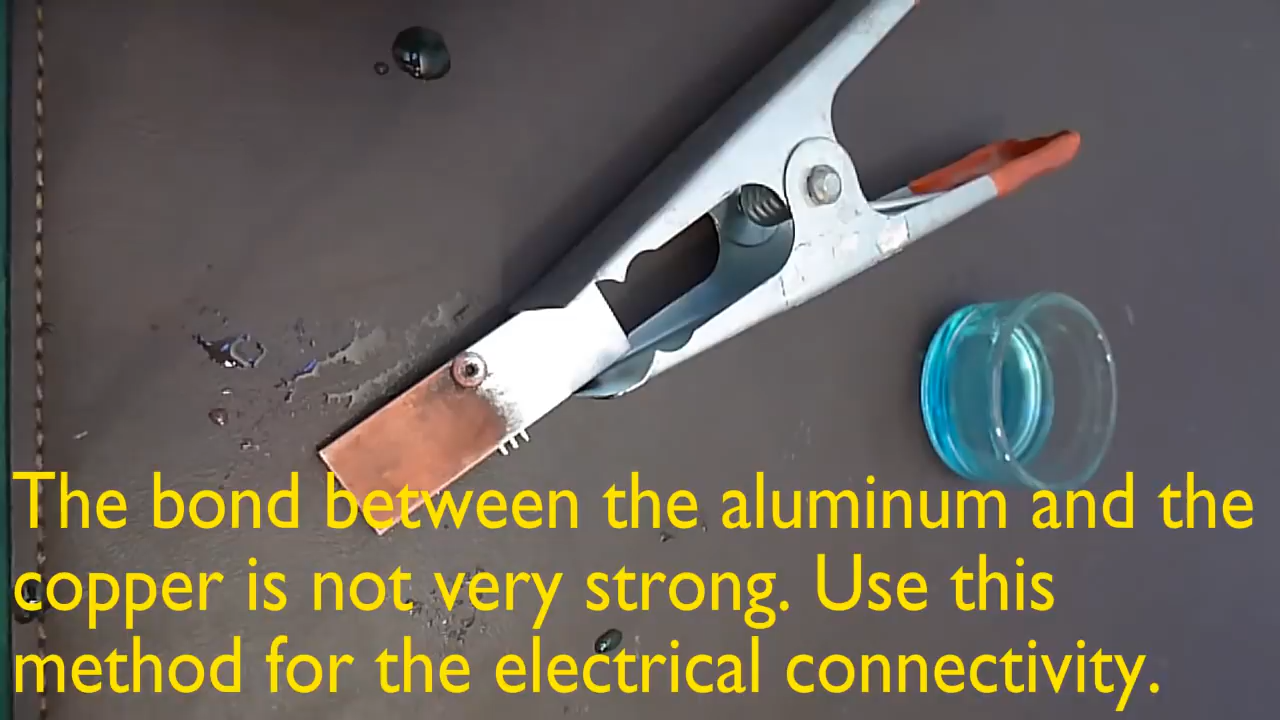 The bond between the aluminum and the
copper is not very strong. Use this
method for the electrical connectivity.